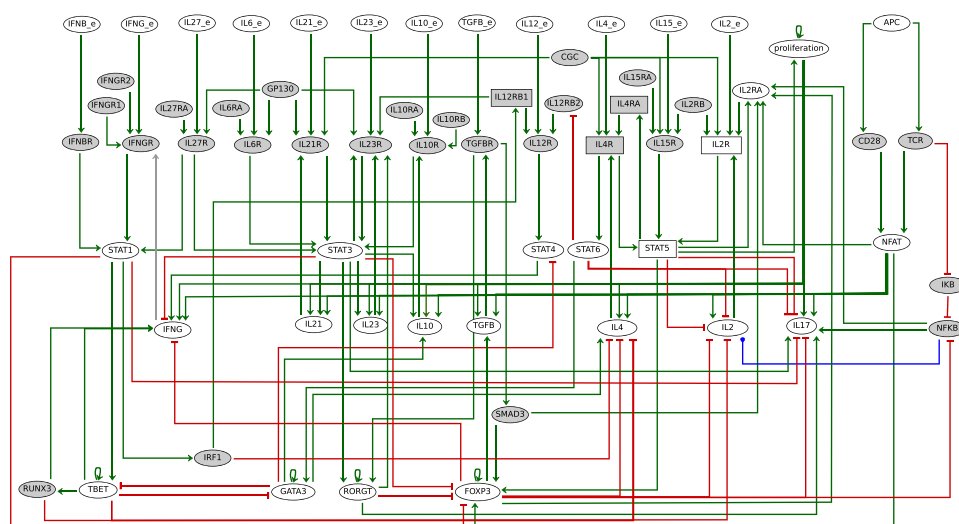 IFNB_e
IFNG_e
IL27_e
IL6_e
IL21_e
IL23_e
IL10_e
TGFB_e
IL12_e
IL4_e
IL15_e
IL2_e
APC
proliferation
CGC
IFNGR2
IL15RA
GP130
IL2RA
IFNGR1
IL27RA
IL6RA
IL10RA
IL10RB
IL12RB1
IL12RB2
IL4RA
IL2RB
IFNBR
IFNGR
IL27R
IL6R
IL21R
IL23R
IL10R
TGFBR
IL12R
IL4R
IL15R
IL2R
CD28
TCR
STAT1
STAT3
STAT4
STAT6
STAT5
NFAT
IKB
IFNG
IL21
IL23
IL10
TGFB
IL4
IL2
IL17
NFKB
SMAD3
IRF1
RUNX3
TBET
GATA3
RORGT
FOXP3